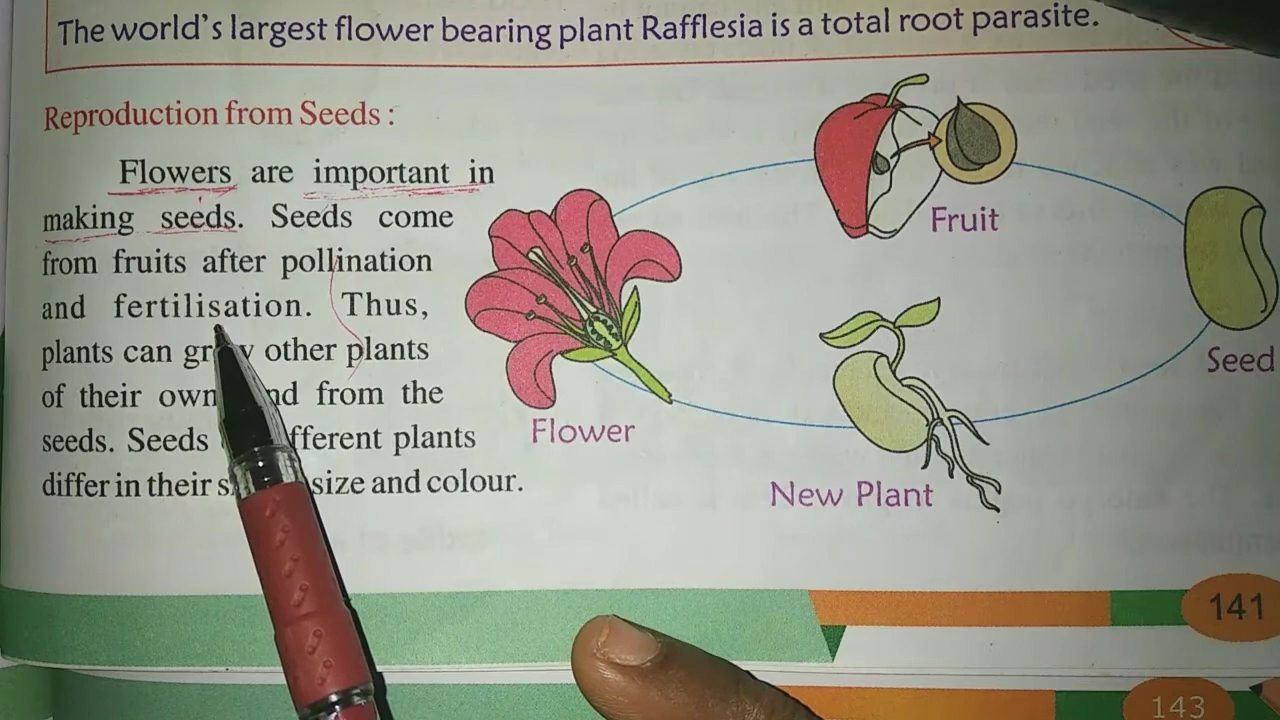 The world's largest flower bearing plant Rafflesia is a total root parasite.
Reproduction from Seeds :
Flowers are important in
making seeds. Seeds come
from fruits after pollination
and fertilisation. Thus,
plants can other plants
of their own from the
seeds. Seeds plants
differ in their size and colour.
Fruit
Seed
Flower
New Plant
141
143